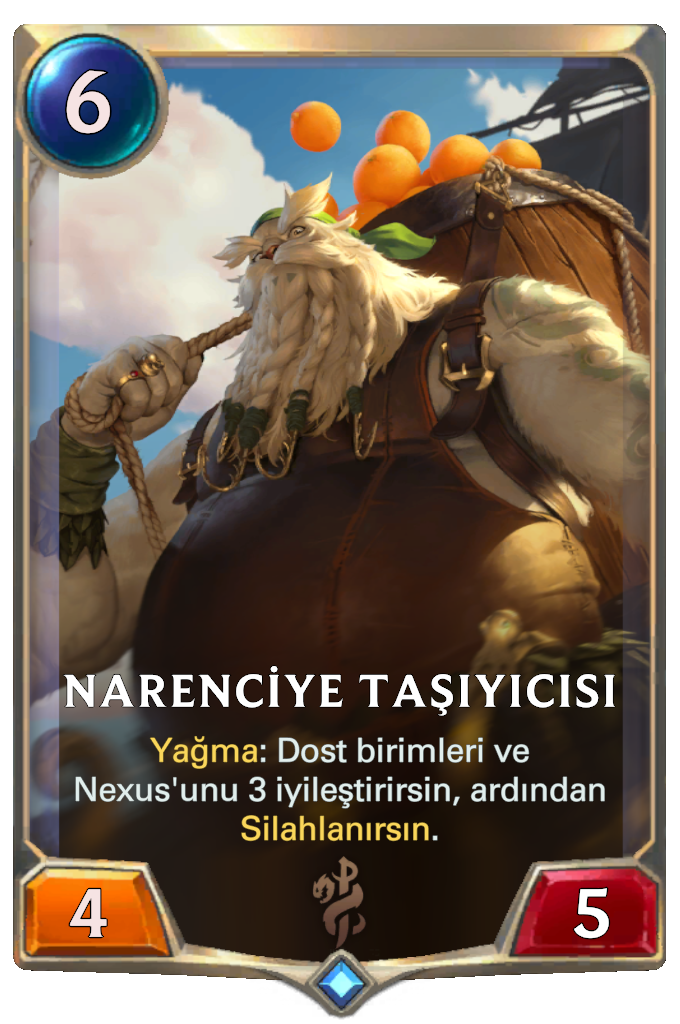 6
NARENCİYE TAŞIYICISI
Yağma: Dost birimleri ve
Nexus'unu 3 iyileştirirsin, ardından
Silahlanırsın.
4
5